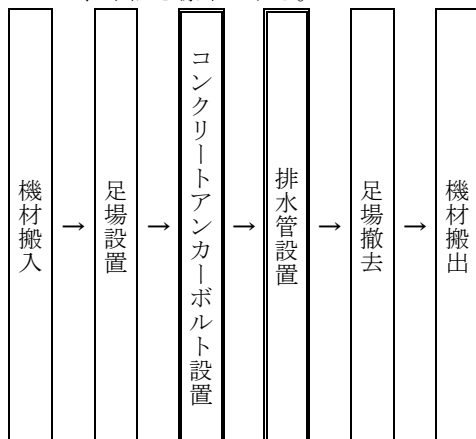 機材搬入
→
足場設置
→
コンクリートアンカーボルト設置
→
排水管設置
→
足場撤去
→
機材搬出